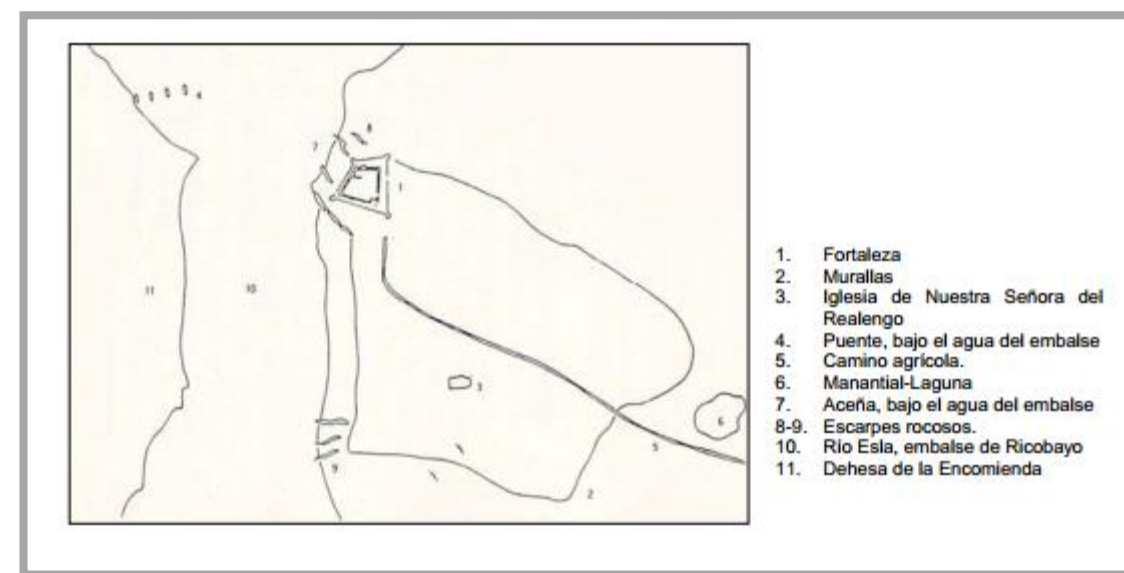 4
8
7
1
11
10
3
6
5
9
2
1. Fortaleza
2. Murallas
3. Iglesia de Nuestra Señora del
Realengo
4. Puente, bajo el agua del embalse
5. Camino agrícola.
6. Manantial-Laguna
7. Aceña, bajo el agua del embalse
8-9. Escarpes rocosos.
10. Río Esla, embalse de Ricobayo
11. Dehesa de la Encomienda